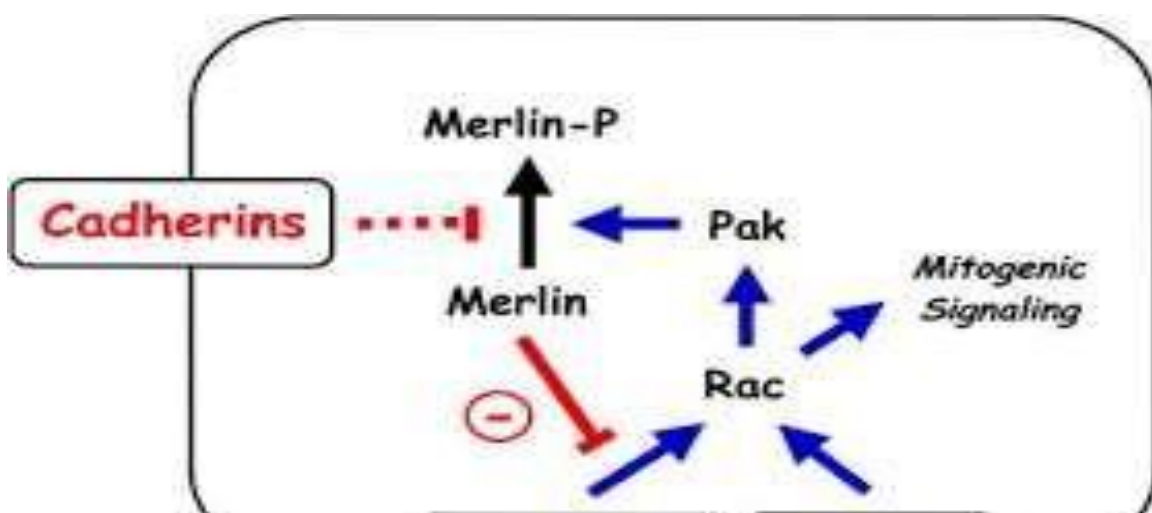 Merlin-P
Cadherins
Pak
Mitogenic
Signaling
Merlin
Rac
-